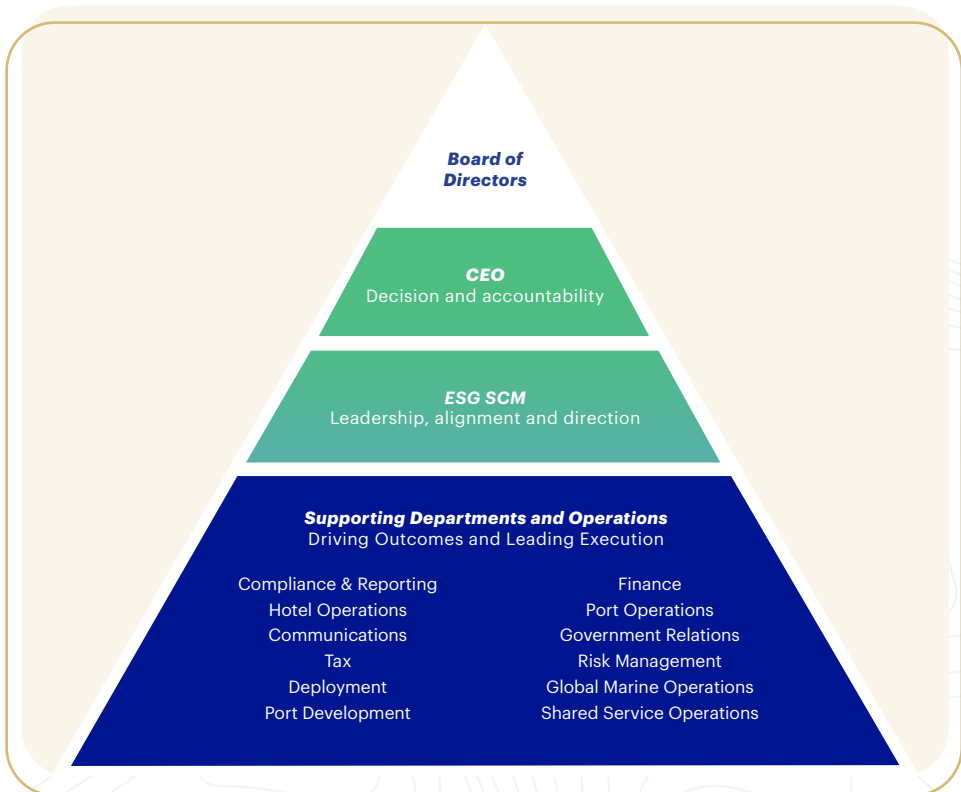 Board of
Directors
CEO
Decision and accountability
ESG SCM
Leadership, alignment and direction
Supporting Departments and Operations
Driving Outcomes and Leading Execution
Compliance & Reporting
Hotel Operations
Communications
Tax
Deployment
Port Development
Finance
Port Operations
Government Relations
Risk Management
Global Marine Operations
Shared Service Operations